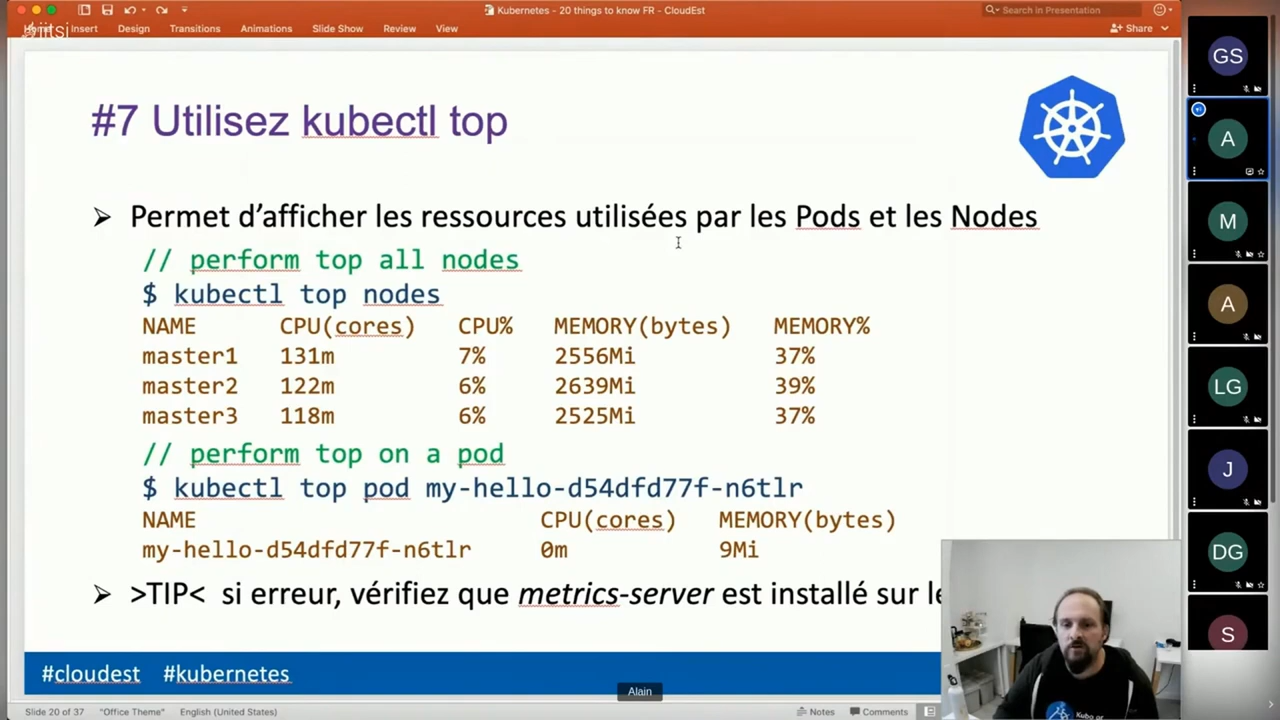 Kubernetes - 20 things to know FR - CloudEst
Search in Presentation
Insert Design Transitions Animations Slide Show Review View
Share
#7 Utilisez kubectl top
➢ Permet d’afficher les ressources utilisées par les Pods et les Nodes
// perform top all nodes
$ kubectl top nodes
NAME CPU(cores) CPU% MEMORY(bytes) MEMORY%
master1 131m 7% 2556Mi 37%
master2 122m 6% 2639Mi 39%
master3 118m 6% 2525Mi 37%
// perform top on a pod
$ kubectl top pod my-hello-d54dfd77f-n6tlr
NAME CPU(cores) MEMORY(bytes)
my-hello-d54dfd77f-n6tlr 0m 9Mi
➢ >TIP< si erreur, vérifiez que metrics-server est installé sur le
#cloudest #kubernetes
Alain
Slide 20 of 37 "Office Theme" English (United States) Notes Comments
GS
A
M
A
LG
J
DG
S